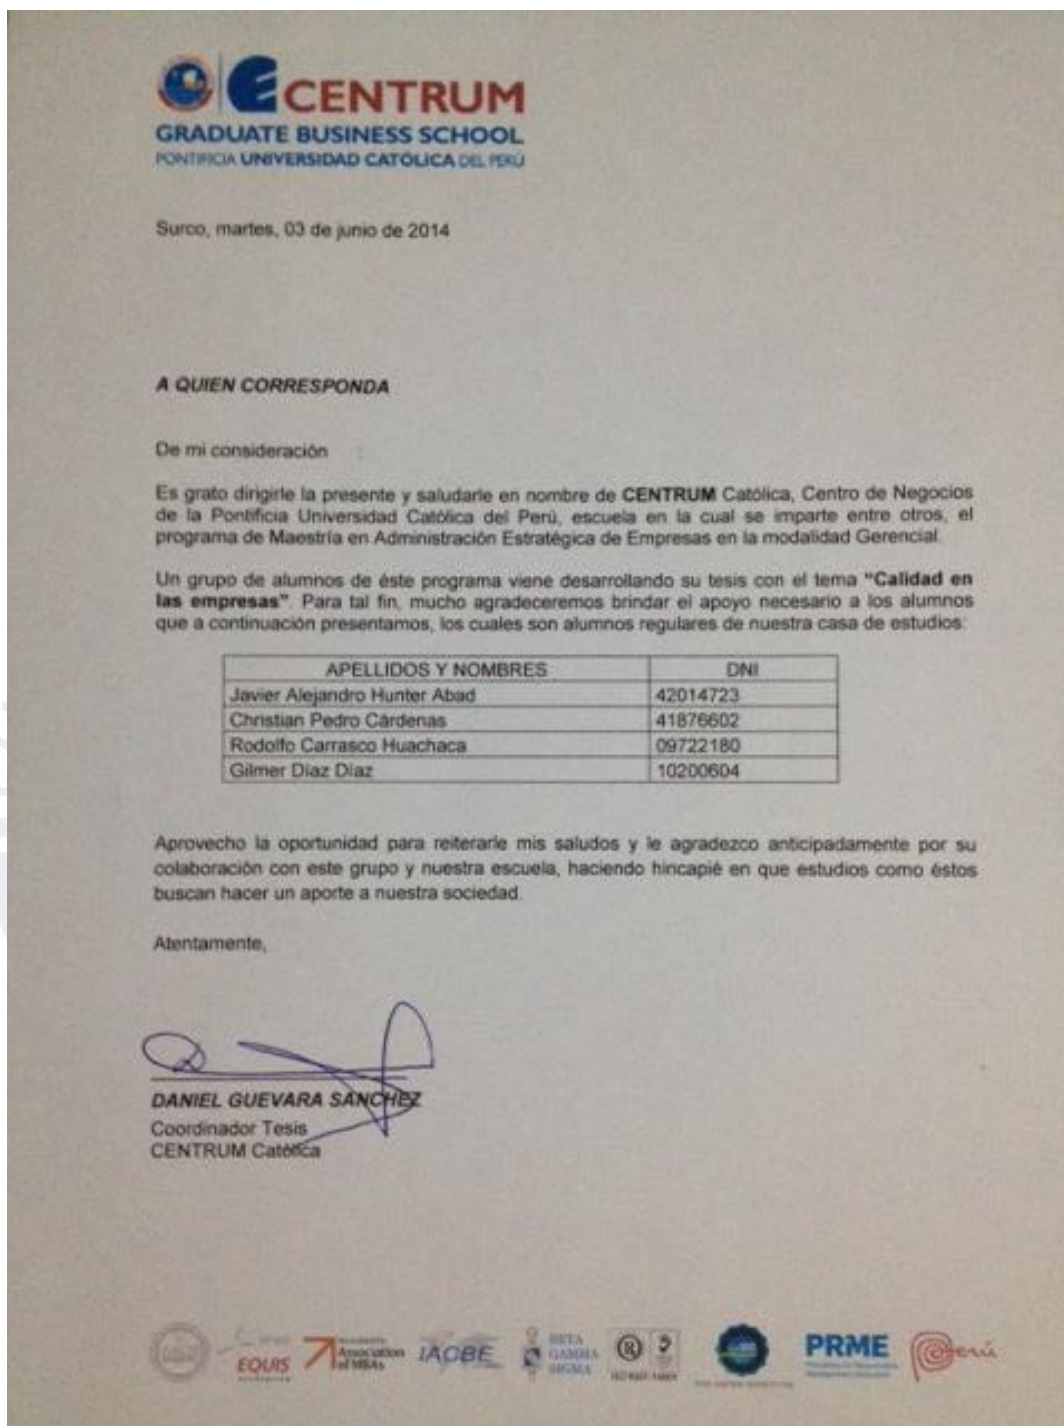 CENTRUM
GRADUATE BUSINESS SCHOOL
PONTIFICIA UNIVERSIDAD CATÓLICA DEL PERÚ
Surco, martes, 03 de junio de 2014
A QUIEN CORRESPONDA
De mi consideración :
Es grato dirigirle la presente y saludarle en nombre de CENTRUM Católica, Centro de Negocios
de la Pontificia Universidad Católica del Perú, escuela en la cual se imparte entre otros, el
programa de Maestría en Administración Estratégica de Empresas en la modalidad Gerencial.
Un grupo de alumnos de éste programa viene desarrollando su tesis con el tema "Calidad en
las empresas". Para tal fin, mucho agradeceremos brindar el apoyo necesario a los alumnos
que a continuación presentamos, los cuales son alumnos regulares de nuestra casa de estudios:
APELLIDOS Y NOMBRES DNI
Javier Alejandro Hunter Abad 42014723
Christian Pedro Cárdenas 41876602
Rodolfo Carrasco Huachaca 09722180
Gilmer Díaz Díaz 10200604
Aprovecho la oportunidad para reiterarle mis saludos y le agradezco anticipadamente por su
colaboración con este grupo y nuestra escuela, haciendo hincapié en que estudios como éstos
buscan hacer un aporte a nuestra sociedad.
Atentamente,
DANIEL GUEVARA SÁNCHEZ
Coordinador Tesis
CENTRUM Católica
EQUIS
Association
of MBAs
IACBE
BETA
GAMMA
SIGMA
PRME
Perú